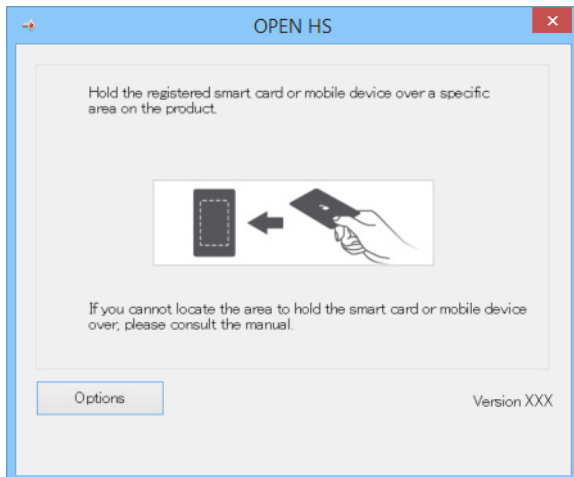 OPEN HS
Hold the registered smart card or mobile device over a specific
area on the product.
If you cannot locate the area to hold the smart card or mobile device
over, please consult the manual.
Options
Version XXX